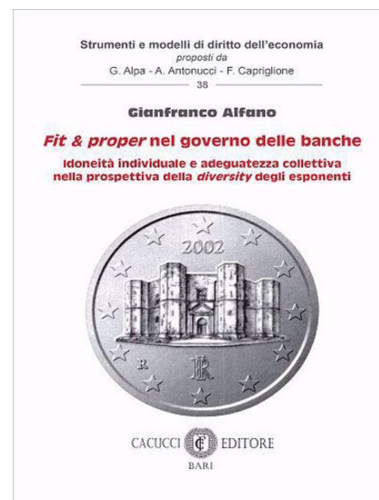 Strumenti e modelli di diritto dell'economia
proposti da
G. Alpa - A. Antonucci - F. Capriglione
38
Gianfranco Alfano
Fit & proper nel governo delle banche
Idoneità individuale e adeguatezza collettiva
nella prospettiva della diversity degli esponenti
2002
R
CACUCCI EDITORE
BARI